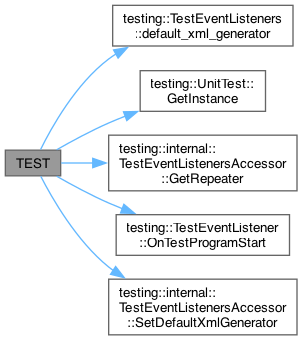 TEST
testing::TestEventListeners
::default_xml_generator
testing::UnitTest::
GetInstance
testing::internal::
TestEventListenersAccessor
::GetRepeater
testing::TestEventListener
::OnTestProgramStart
testing::internal::
TestEventListenersAccessor
::SetDefaultXmlGenerator